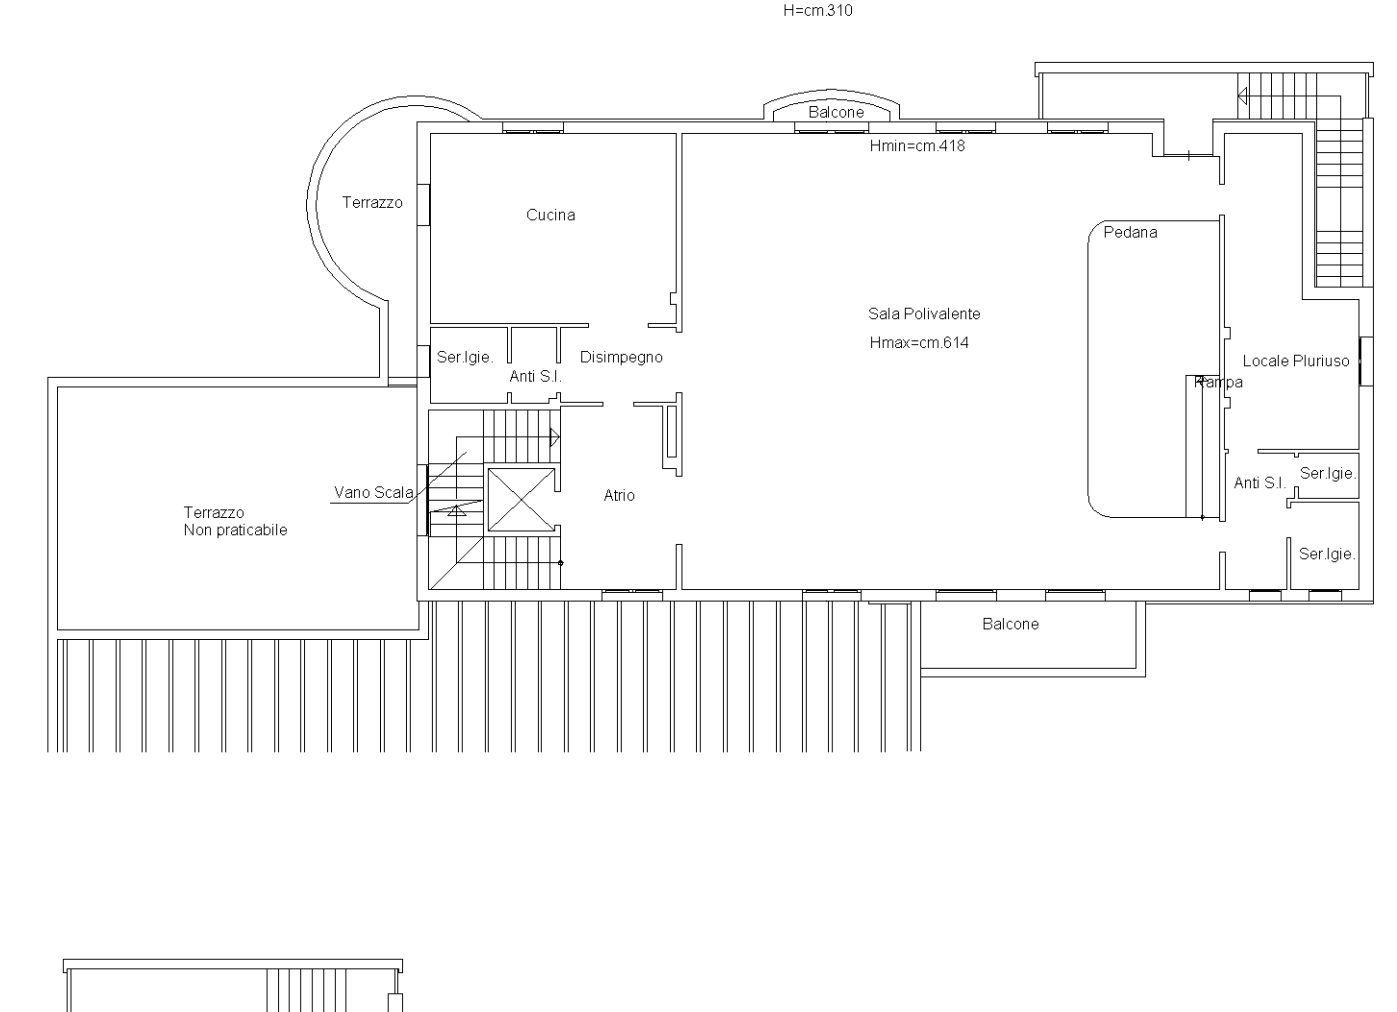 H=cm.310
Balcone
Hmin=cm.418
Terrazzo
Cucina
Pedana
Sala Polivalente
Hmax=cm.614
Ser.Igie.
Disimpegno
Anti S.I.
Locale Pluriuso
Rampa
Ser.Igie.
Anti S.I.
Vano Scala
Atrio
Terrazzo
Non praticabile
Ser.Igie.
Balcone